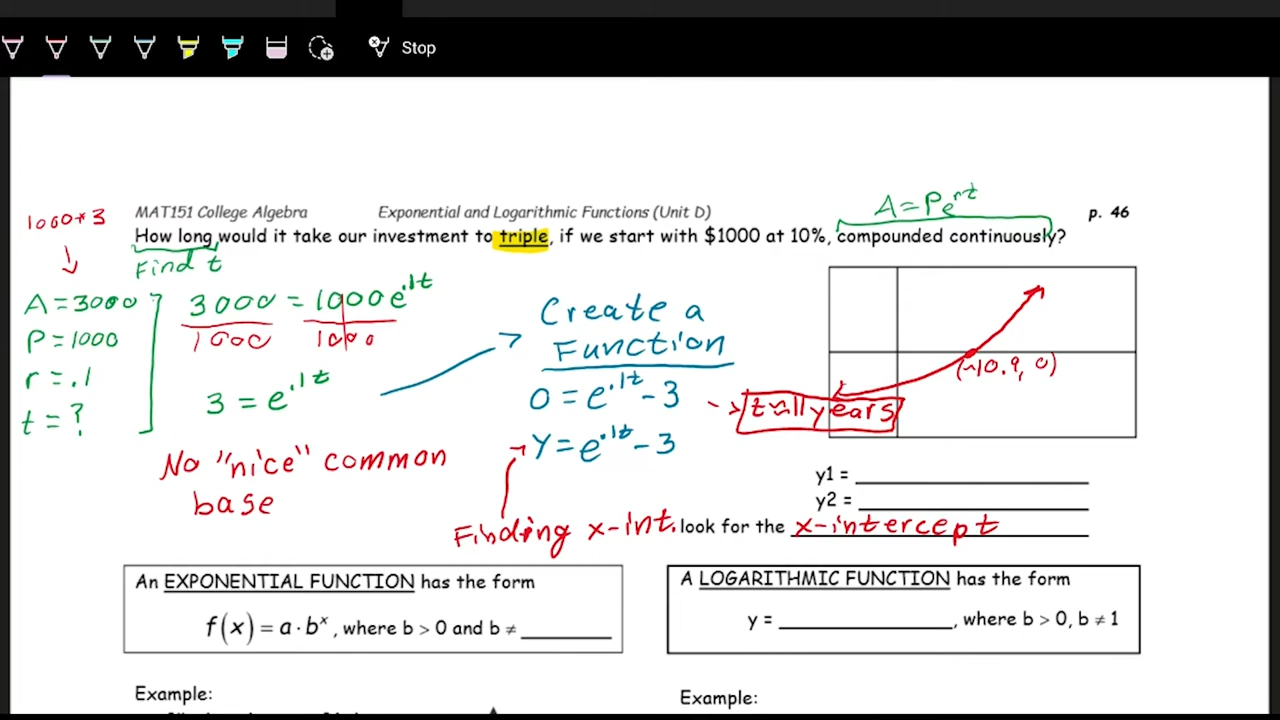 Stop
A = Pe^rt
1000*3
MAT151 College Algebra Exponential and Logarithmic Functions (Unit D) p. 46
How long would it take our investment to triple, if we start with $1000 at 10%, compounded continuously?
Find t
A = 3000
P = 1000
r = .1
t = ?
3000 = 1000e^.1t
1000 1000
3 = e^.1t
No "nice" common
base
Create a
Function
0 = e^.1t - 3
Y = e^.1t - 3
(~10.9, 0)
t≈11 years
y1 =
y2 =
Finding x-int. look for the x-intercept
An EXPONENTIAL FUNCTION has the form
f(x) = a · b^x, where b > 0 and b ≠
A LOGARITHMIC FUNCTION has the form
y = , where b > 0, b ≠ 1
Example:
Example: